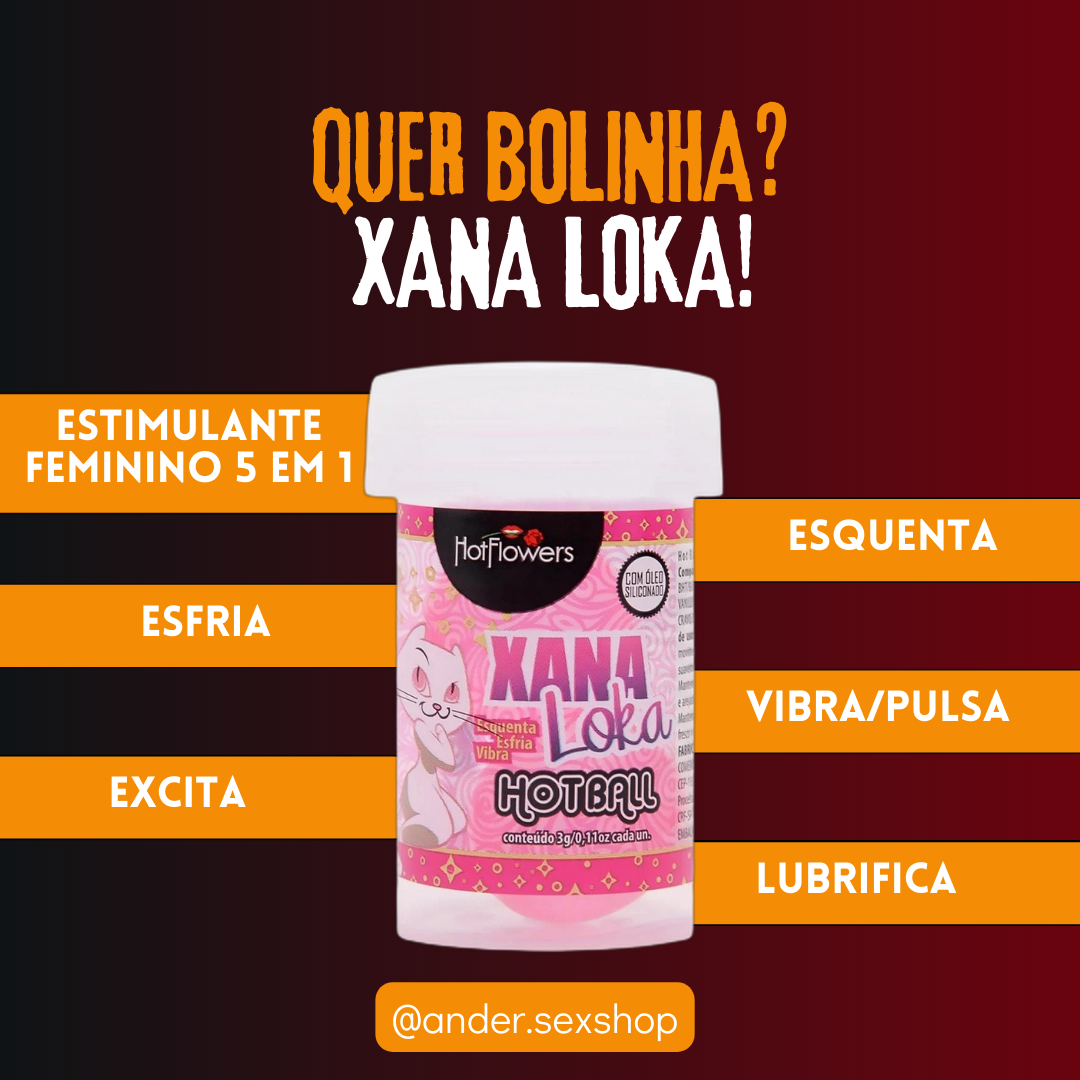 QUER BOLINHA?
XANA LOKA!
ESTIMULANTE
FEMININO 5 EM 1
ESQUENTA
ESFRIA
VIBRA/PULSA
EXCITA
LUBRIFICA
HotFlowers
COM ÓLEO
SILICONADO
XANA
Loka
Esquenta
Esfria
Vibra
HOTBALL
conteúdo 3g/0,11oz cada un.
@ander.sexshop